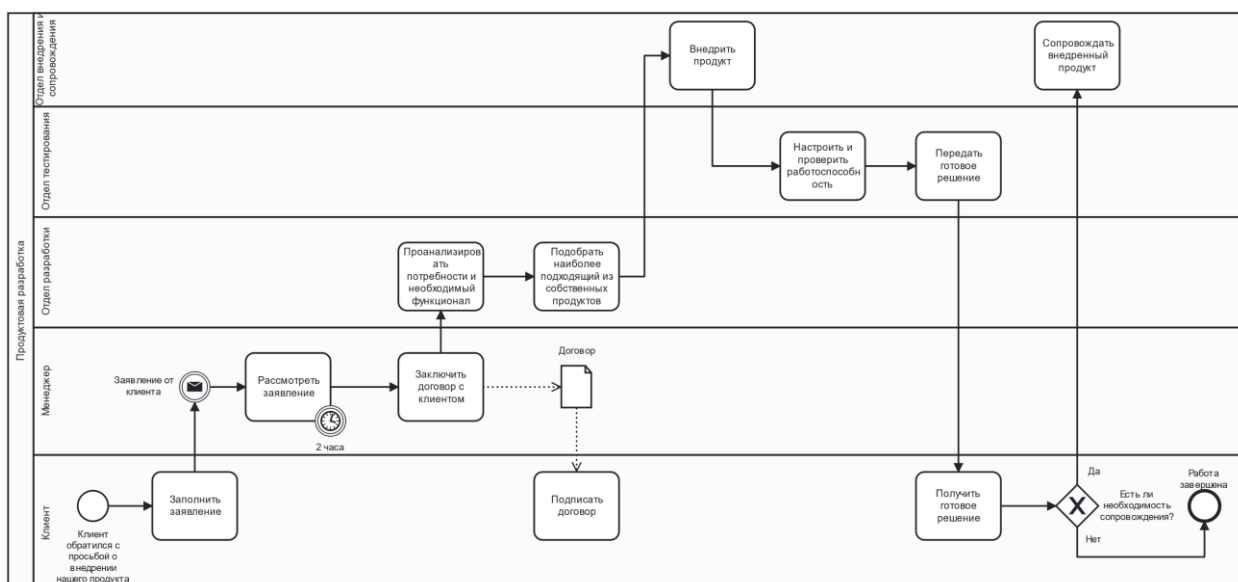 Продуктовая разработка
Отдел внедрения и
сопровождения
Внедрить
продукт
Сопровождать
внедренный
продукт
Отдел тестирования
Настроить и
проверить
работоспособн
ость
Передать
готовое
решение
Отдел разработки
Проанализиров
ать
потребности и
необходимый
функционал
Подобрать
наиболее
подходящий из
собственных
продуктов
Менеджер
Заявление от
клиента
Рассмотреть
заявление
2 часа
Заключить
договор с
клиентом
Договор
Клиент
Клиент
обратился с
просьбой о
внедрении
нашего продукта
Заполнить
заявление
Подписать
договор
Получить
готовое
решение
Да
Есть ли
необходимость
сопровождения?
Нет
Работа
завершена